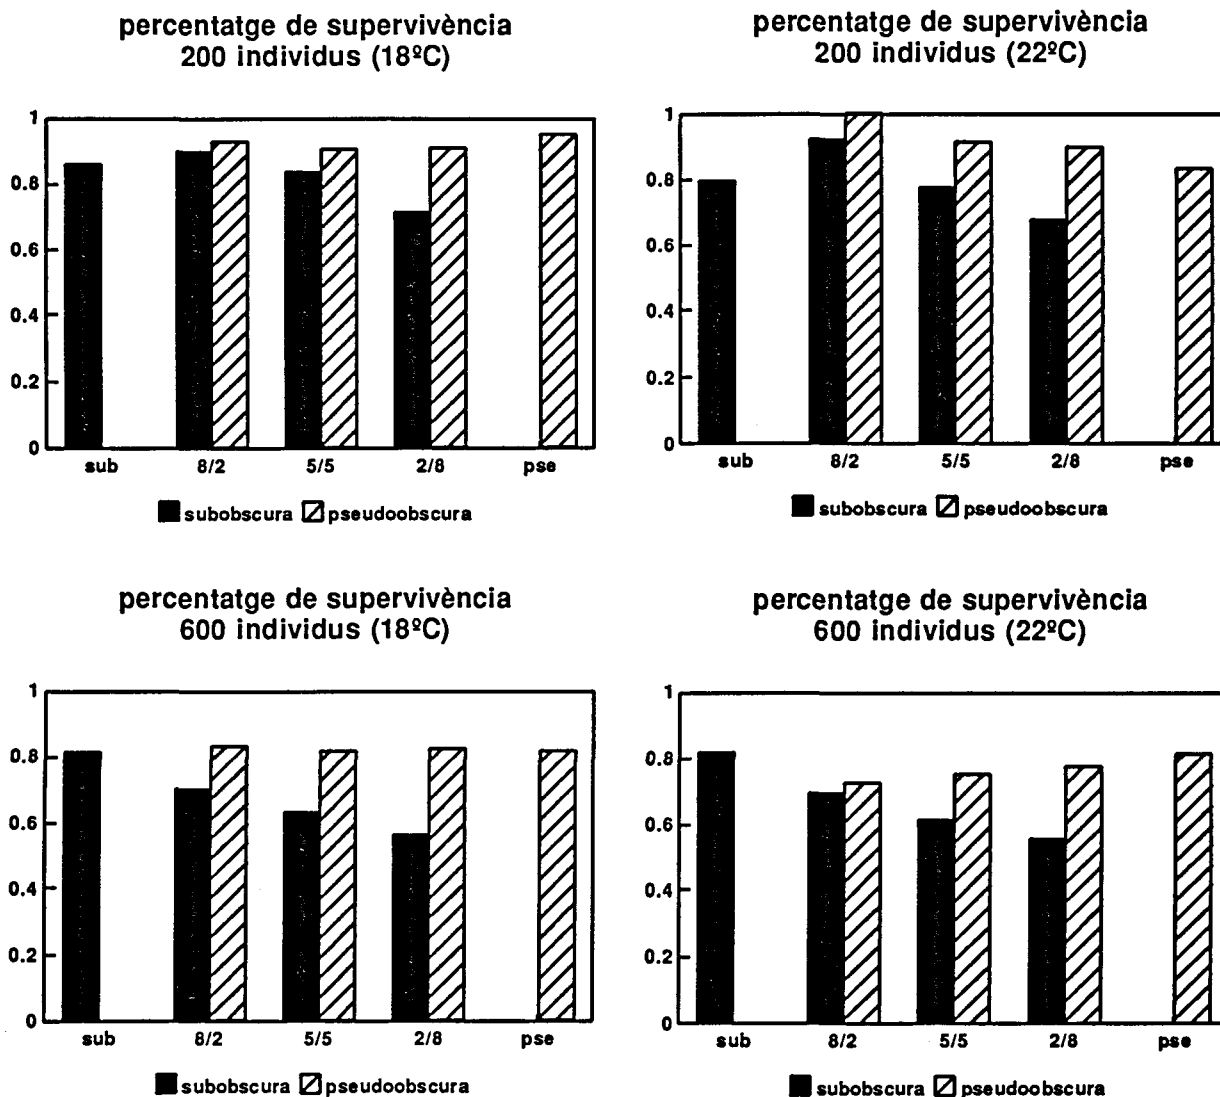 percentatge de supervivència
200 individus (18ºC)
1
0.8
0.6
0.4
0.2
0
sub 8/2 5/5 2/8 pse
subobscura pseudoobscura
percentatge de supervivència
200 individus (22ºC)
1
0.8
0.6
0.4
0.2
0
sub 8/2 5/5 2/8 pse
subobscura pseudoobscura
percentatge de supervivència
600 individus (18ºC)
1
0.8
0.6
0.4
0.2
0
sub 8/2 5/5 2/8 pse
subobscura pseudoobscura
percentatge de supervivència
600 individus (22ºC)
1
0.8
0.6
0.4
0.2
0
sub 8/2 5/5 2/8 pse
subobscura pseudoobscura